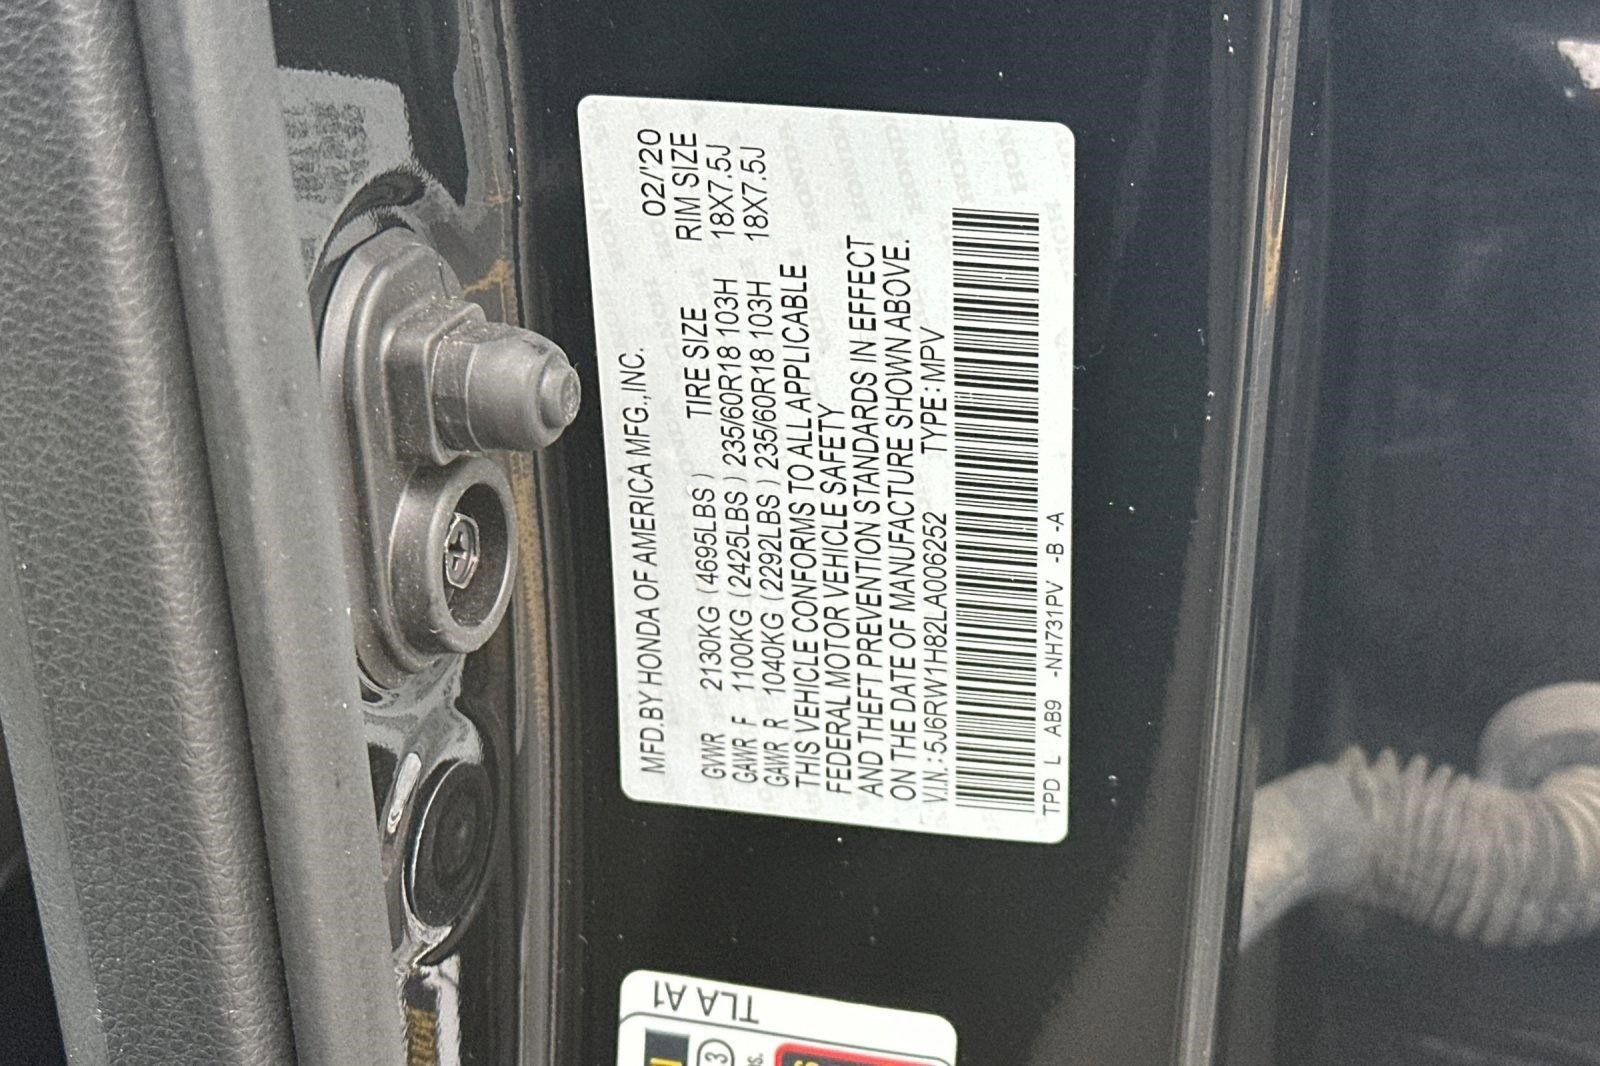 MFD.BY HONDA OF AMERICA MFG.,INC. 02/'20
TIRE SIZE RIM SIZE
GVWR 2130KG (4695LBS)
GAWR F 1100KG (2425LBS) 235/60R18 103H 18X7.5J
GAWR R 1040KG (2292LBS) 235/60R18 103H 18X7.5J
THIS VEHICLE CONFORMS TO ALL APPLICABLE
FEDERAL MOTOR VEHICLE SAFETY
AND THEFT PREVENTION STANDARDS IN EFFECT
ON THE DATE OF MANUFACTURE SHOWN ABOVE.
V.I.N.:5J6RW1H82LA006252 TYPE:MPV
TPD L AB9 -NH731PV -B -A
TLA A1
3